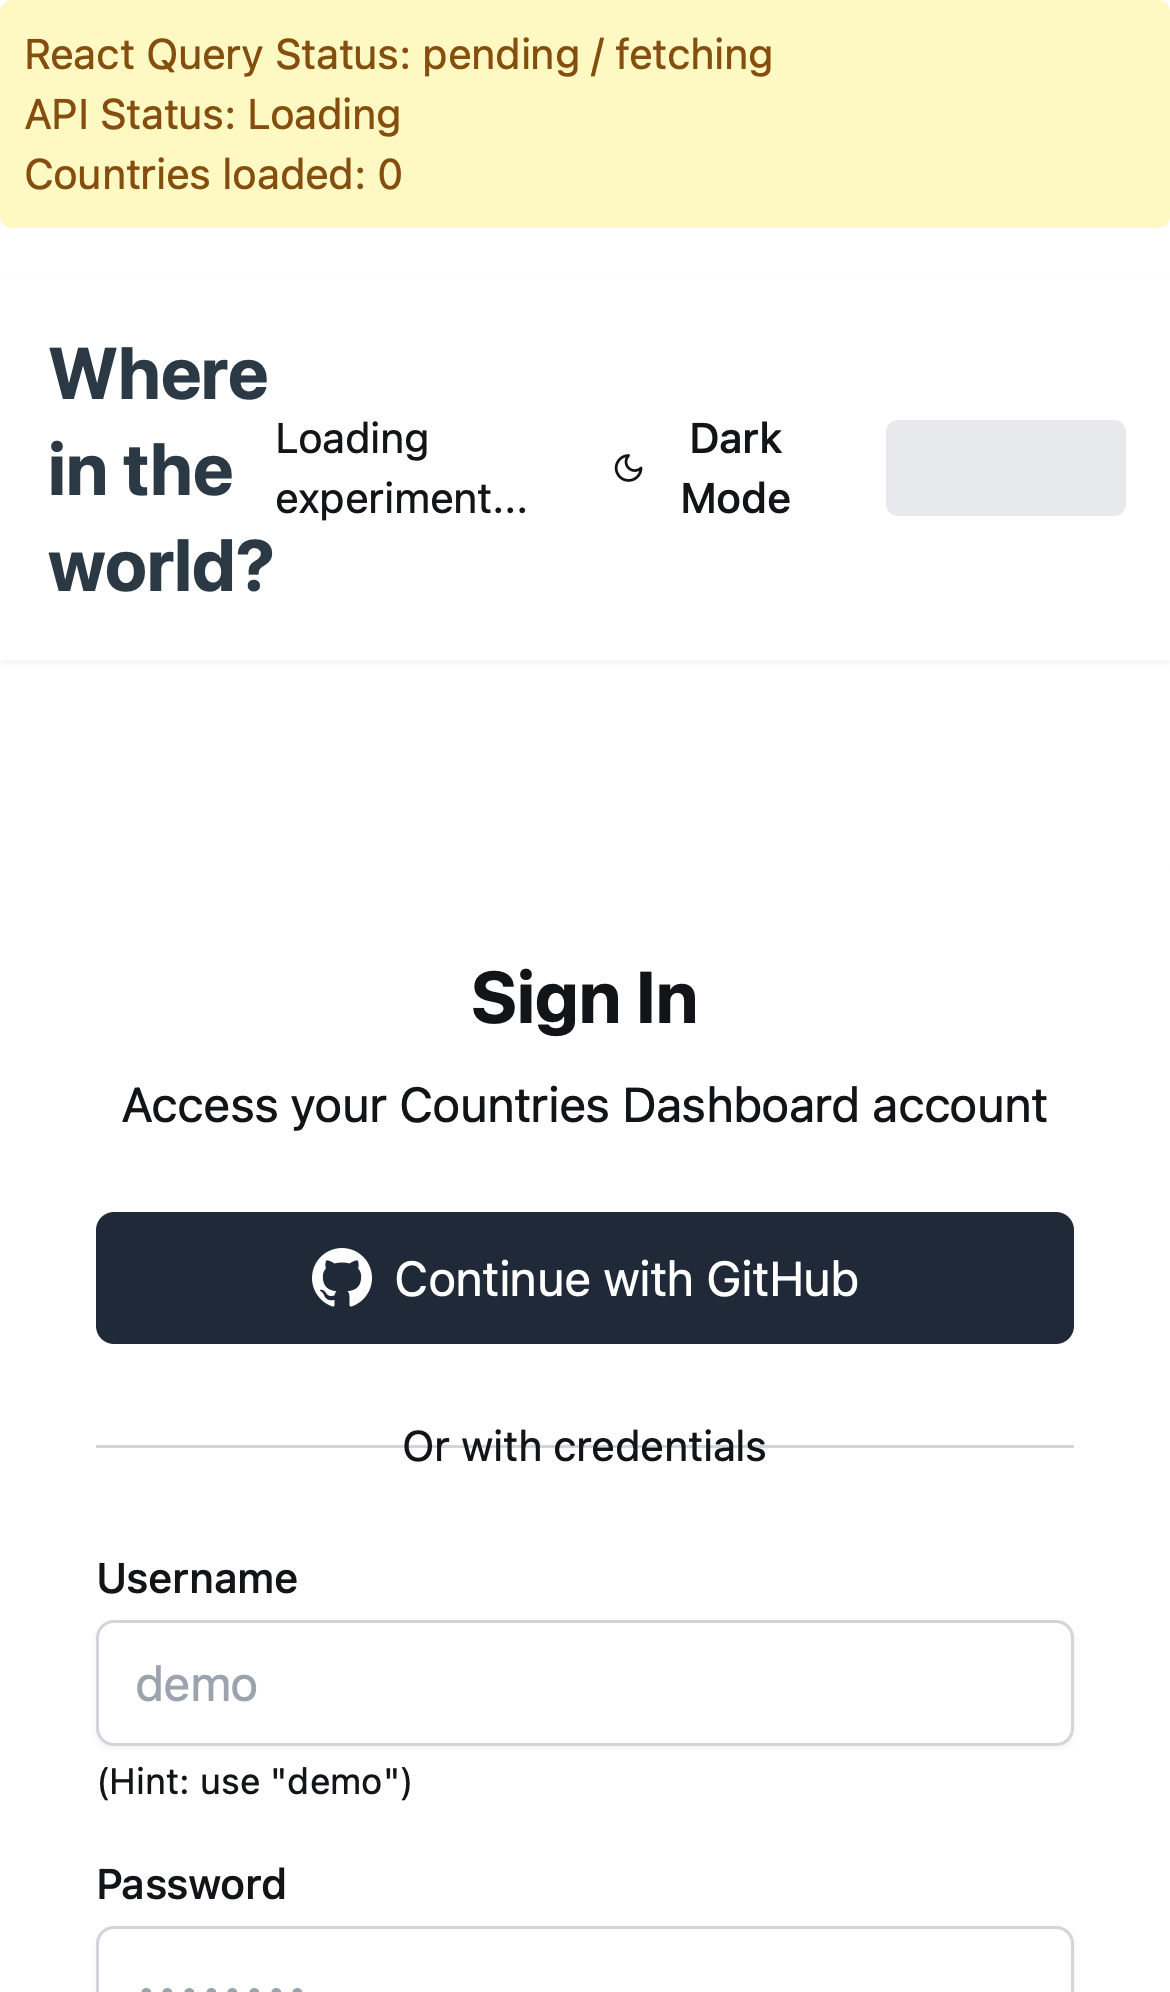 React Query Status: pending / fetching
API Status: Loading
Countries loaded: 0
Where
in the
world?
Loading
experiment...
Dark
Mode
Sign In
Access your Countries Dashboard account
Continue with GitHub
Or with credentials
Username
demo
(Hint: use "demo")
Password